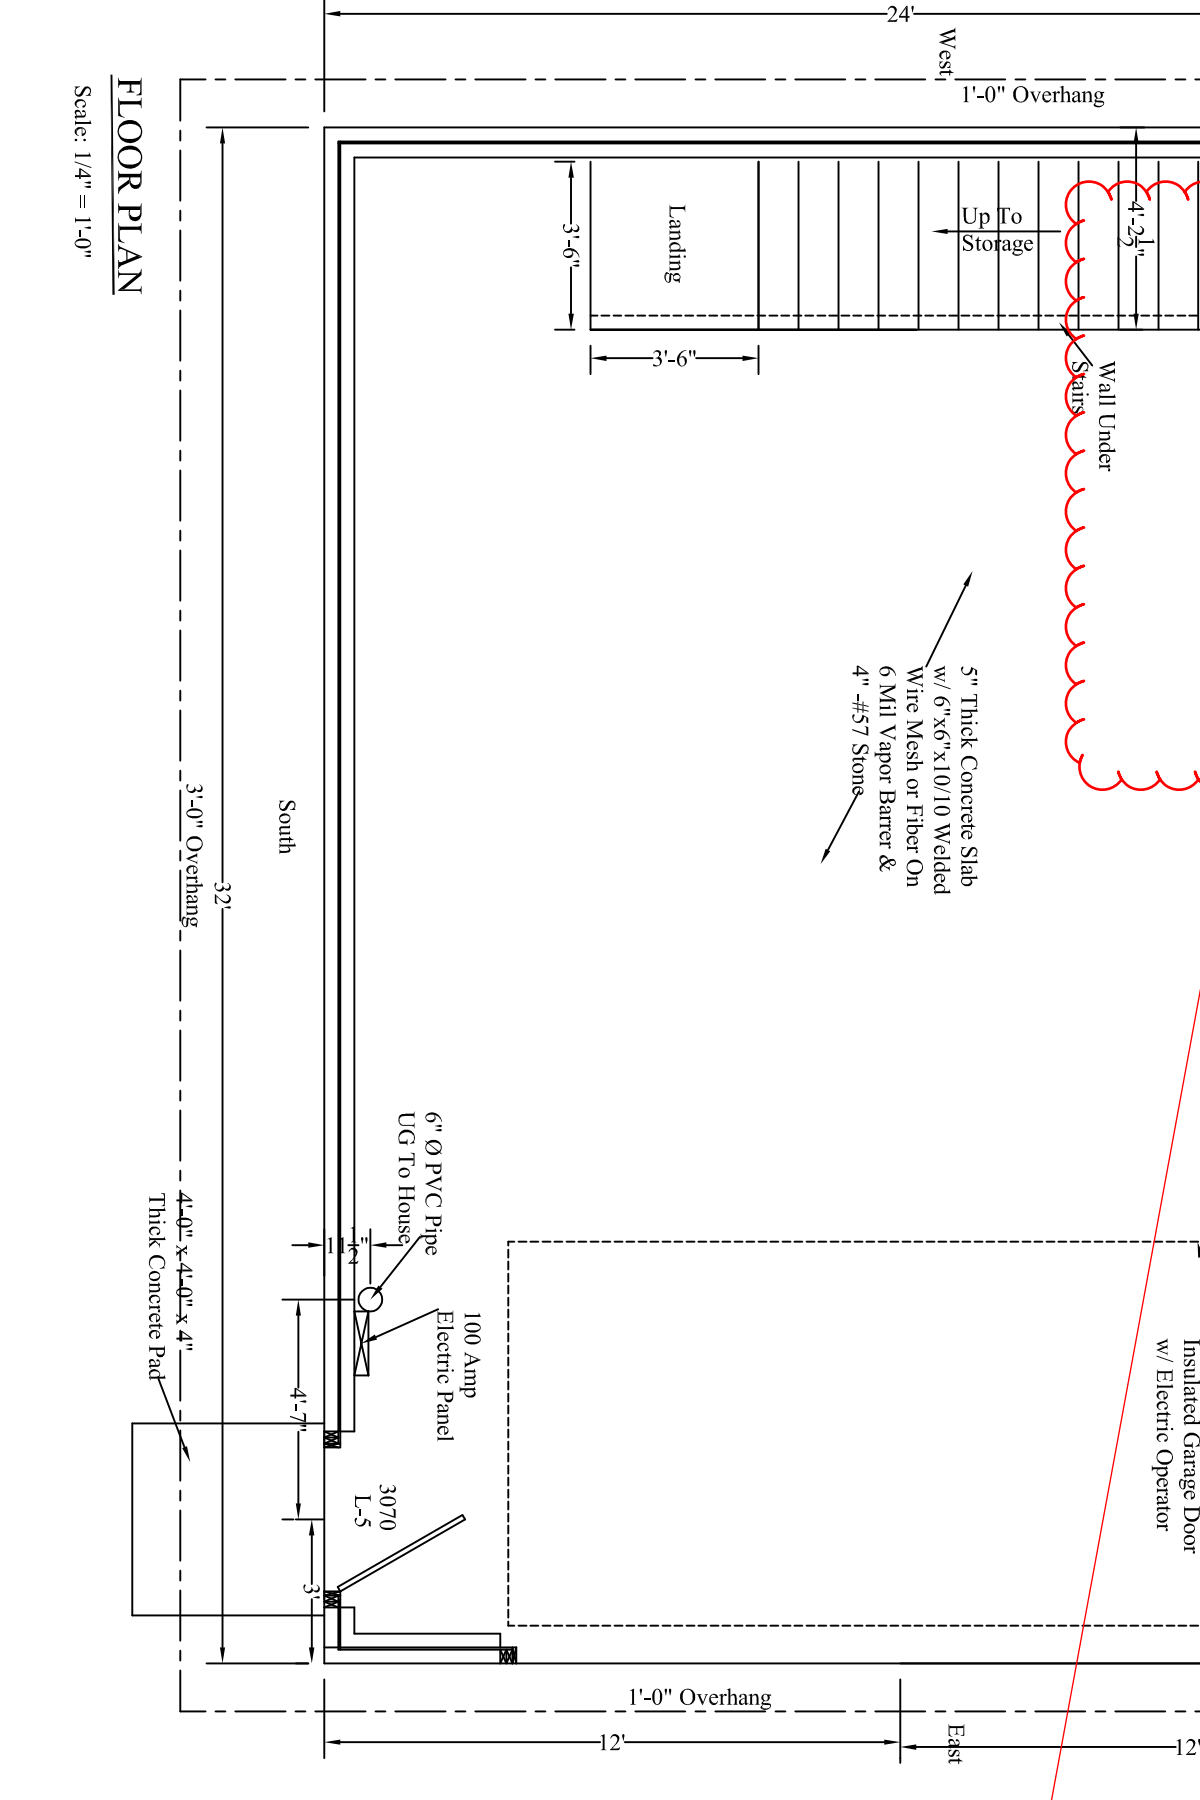 24'
West
1'-0" Overhang
FLOOR PLAN
Scale: 1/4" = 1'-0"
Landing
3'-6"
3'-6"
Up To
Storage
4'-2 1/2"
Wall Under
Stairs
5" Thick Concrete Slab
w/ 6"x6"x10/10 Welded
Wire Mesh or Fiber On
6 Mil Vapor Barrer &
4" -#57 Stone
South
32'
3'-0" Overhang
6" Ø PVC Pipe
UG To House
11 1/2"
100 Amp
Electric Panel
4'-0" x 4'-0" x 4"
Thick Concrete Pad
4'-7"
3070
L-5
3'
Insulated Garage Door
w/ Electric Operator
1'-0" Overhang
East
12'
12'